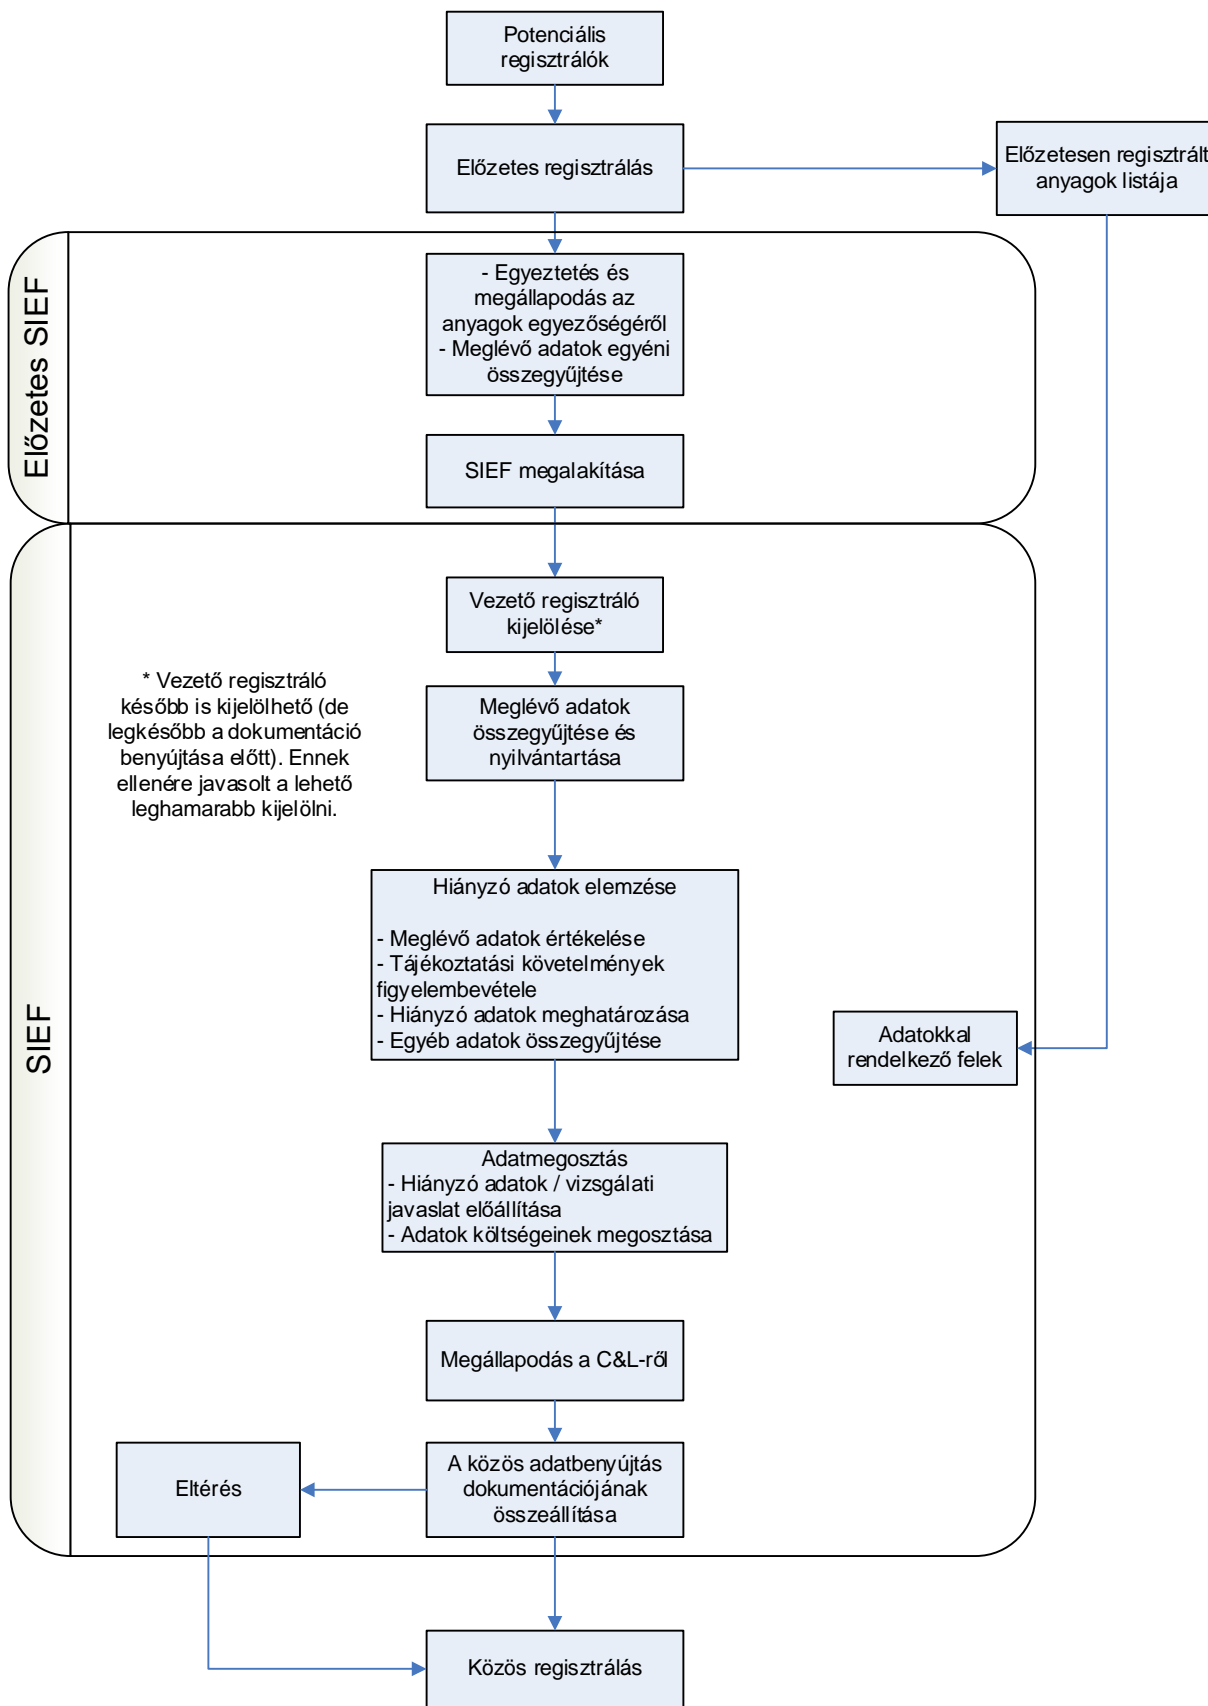 Potenciális
regisztrálók
Előzetes regisztrálás
Előzetesen regisztrált
anyagok listája
Előzetes SIEF
- Egyeztetés és
megállapodás az
anyagok egyezőségéről
- Meglévő adatok egyéni
összegyűjtése
SIEF megalakítása
SIEF
Vezető regisztráló
kijelölése*
* Vezető regisztráló
később is kijelölhető (de
legkésőbb a dokumentáció
benyújtása előtt). Ennek
ellenére javasolt a lehető
leghamarabb kijelölni.
Meglévő adatok
összegyűjtése és
nyilvántartása
Hiányzó adatok elemzése
- Meglévő adatok értékelése
- Tájékoztatási követelmények
figyelembevétele
- Hiányzó adatok meghatározása
- Egyéb adatok összegyűjtése
Adatokkal
rendelkező felek
Adatmegosztás
- Hiányzó adatok / vizsgálati
javaslat előállítása
- Adatok költségeinek megosztása
Megállapodás a C&L-ről
Eltérés
A közös adatbenyújtás
dokumentációjának
összeállítása
Közös regisztrálás